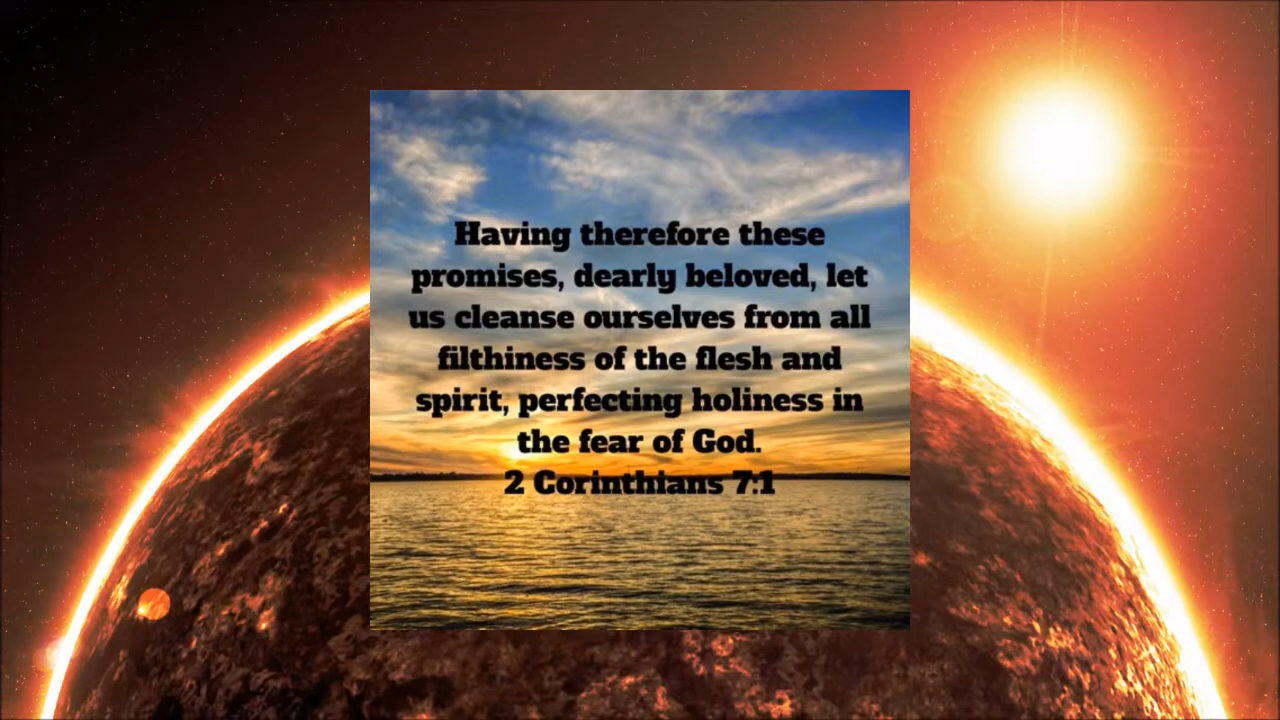 Having therefore these
promises, dearly beloved, let
us cleanse ourselves from all
filthiness of the flesh and
spirit, perfecting holiness in
the fear of God.
2 Corinthians 7:1